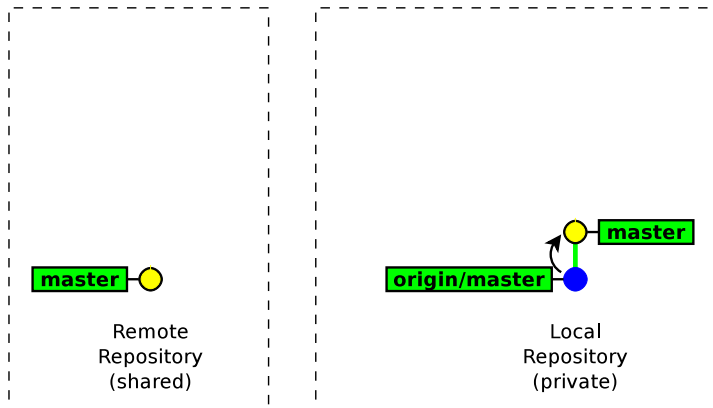 master
master
origin/master
Remote
Repository
(shared)
Local
Repository
(private)